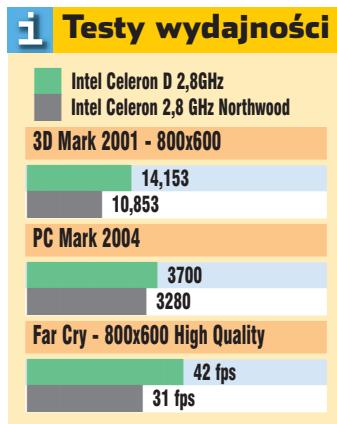 i Testy wydajności
Intel Celeron D 2,8GHz
Intel Celeron 2,8 GHz Northwood
3D Mark 2001 - 800x600
14,153
10,853
PC Mark 2004
3700
3280
Far Cry - 800x600 High Quality
42 fps
31 fps